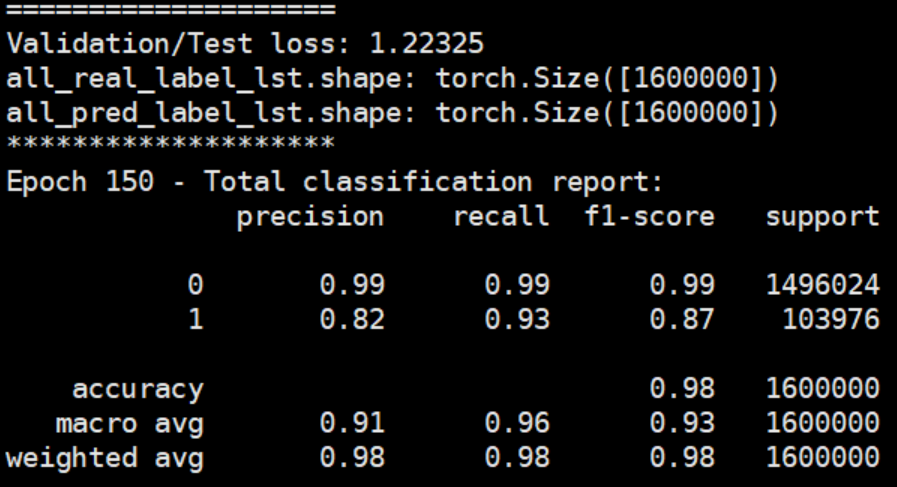 ====================
Validation/Test loss: 1.22325
all_real_label_lst.shape: torch.Size([1600000])
all_pred_label_lst.shape: torch.Size([1600000])
********************
Epoch 150 - Total classification report:
              precision    recall  f1-score   support

           0       0.99      0.99      0.99   1496024
           1       0.82      0.93      0.87    103976

    accuracy                           0.98   1600000
   macro avg       0.91      0.96      0.93   1600000
weighted avg       0.98      0.98      0.98   1600000